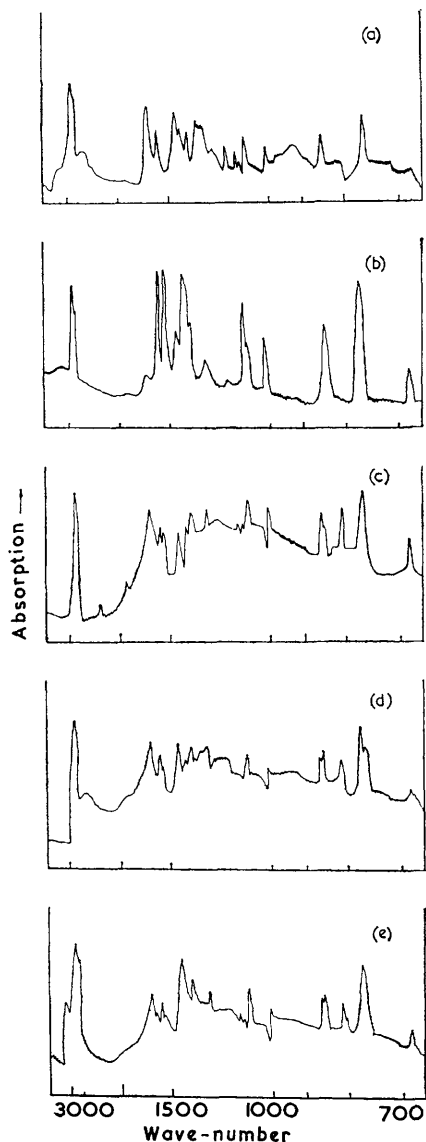 (a)
(b)
(c)
(d)
(e)
Absorption →
3000 1500 1000 700
Wave-number